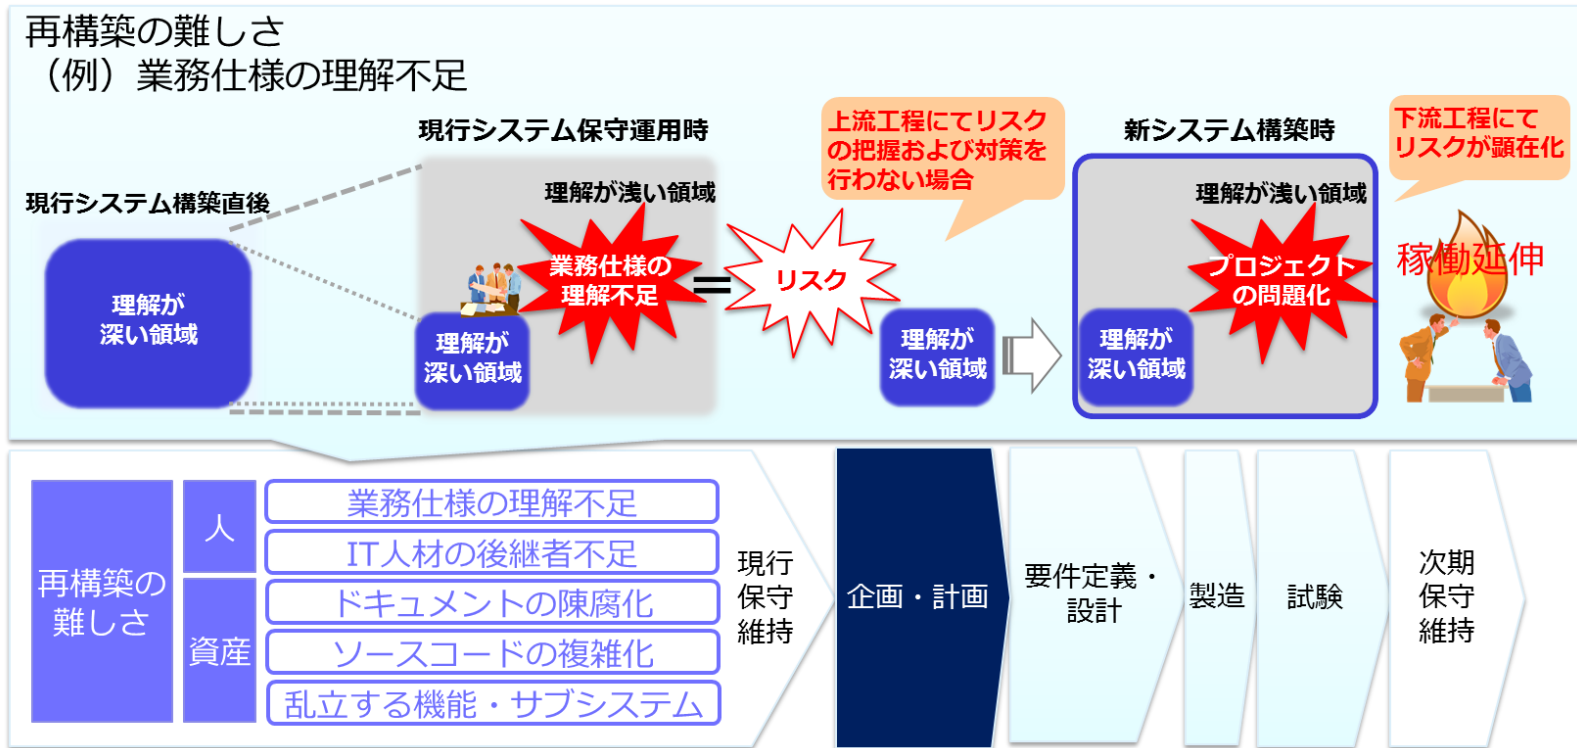 再構築の難しさ
（例）業務仕様の理解不足
現行システム構築直後
理解が
深い領域
現行システム保守運用時
理解が浅い領域
業務仕様の
理解不足
理解が
深い領域
＝
リスク
上流工程にてリスク
の把握および対策を
行わない場合
理解が
深い領域
新システム構築時
理解が浅い領域
プロジェクト
の問題化
理解が
深い領域
下流工程にて
リスクが顕在化
稼働延伸
再構築の
難しさ
人
業務仕様の理解不足
IT人材の後継者不足
資産
ドキュメントの陳腐化
ソースコードの複雑化
乱立する機能・サブシステム
現行
保守
維持
企画・計画
要件定義・
設計
製造
試験
次期
保守
維持